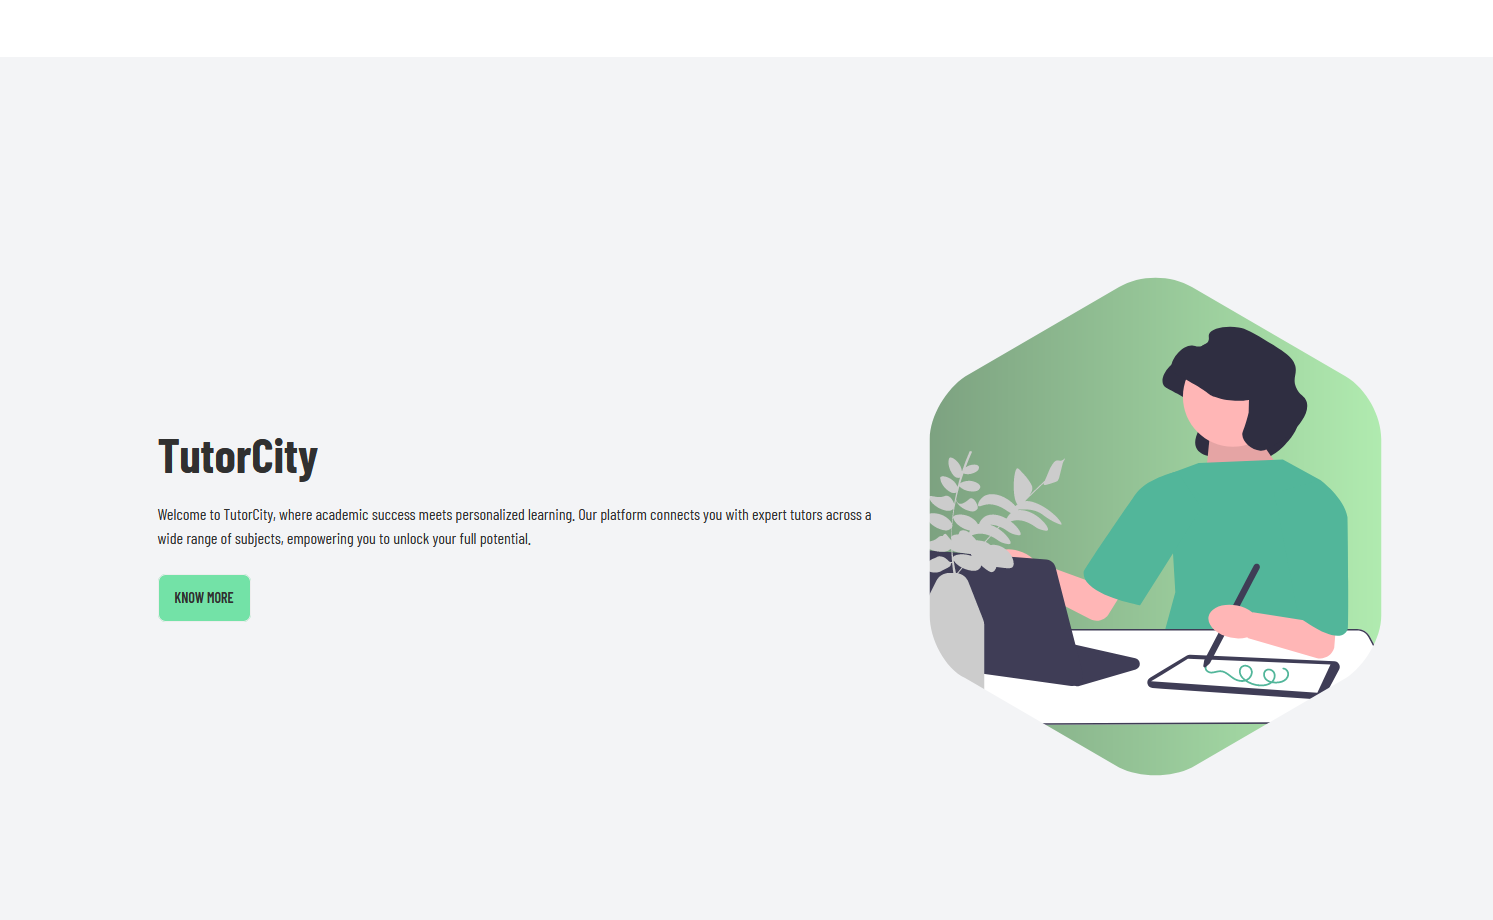 TutorCity
Welcome to TutorCity, where academic success meets personalized learning. Our platform connects you with expert tutors across a
wide range of subjects, empowering you to unlock your full potential.
KNOW MORE